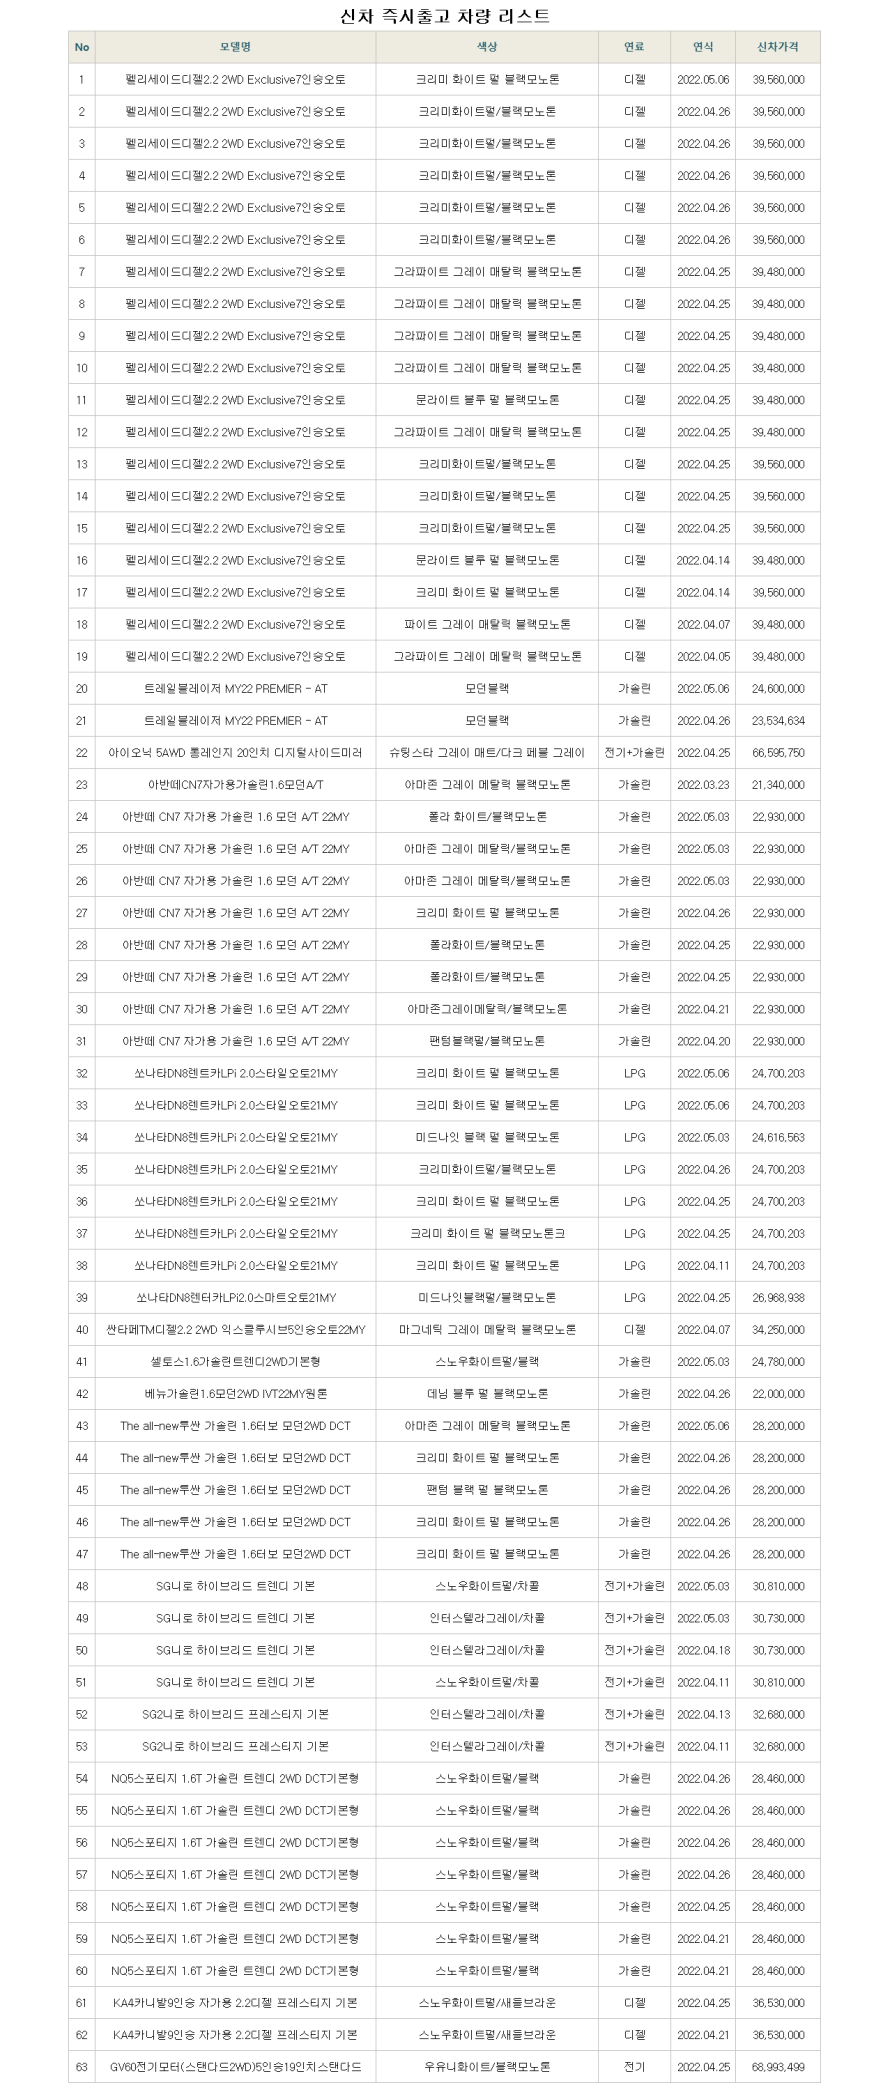 신차 즉시출고 차량 리스트
No 모델명 색상 연료 연식 신차가격
1 펠리세이드디젤2.2 2WD Exclusive7인승오토 크리미 화이트 펄 블랙모노톤 디젤 2022.05.06 39,560,000
2 펠리세이드디젤2.2 2WD Exclusive7인승오토 크리미화이트펄/블랙모노톤 디젤 2022.04.26 39,560,000
3 펠리세이드디젤2.2 2WD Exclusive7인승오토 크리미화이트펄/블랙모노톤 디젤 2022.04.26 39,560,000
4 펠리세이드디젤2.2 2WD Exclusive7인승오토 크리미화이트펄/블랙모노톤 디젤 2022.04.26 39,560,000
5 펠리세이드디젤2.2 2WD Exclusive7인승오토 크리미화이트펄/블랙모노톤 디젤 2022.04.26 39,560,000
6 펠리세이드디젤2.2 2WD Exclusive7인승오토 크리미화이트펄/블랙모노톤 디젤 2022.04.26 39,560,000
7 펠리세이드디젤2.2 2WD Exclusive7인승오토 그라파이트 그레이 매탈릭 블랙모노톤 디젤 2022.04.25 39,480,000
8 펠리세이드디젤2.2 2WD Exclusive7인승오토 그라파이트 그레이 매탈릭 블랙모노톤 디젤 2022.04.25 39,480,000
9 펠리세이드디젤2.2 2WD Exclusive7인승오토 그라파이트 그레이 매탈릭 블랙모노톤 디젤 2022.04.25 39,480,000
10 펠리세이드디젤2.2 2WD Exclusive7인승오토 그라파이트 그레이 매탈릭 블랙모노톤 디젤 2022.04.25 39,480,000
11 펠리세이드디젤2.2 2WD Exclusive7인승오토 문라이트 블루 펄 블랙모노톤 디젤 2022.04.25 39,480,000
12 펠리세이드디젤2.2 2WD Exclusive7인승오토 그라파이트 그레이 매탈릭 블랙모노톤 디젤 2022.04.25 39,480,000
13 펠리세이드디젤2.2 2WD Exclusive7인승오토 크리미화이트펄/블랙모노톤 디젤 2022.04.25 39,560,000
14 펠리세이드디젤2.2 2WD Exclusive7인승오토 크리미화이트펄/블랙모노톤 디젤 2022.04.25 39,560,000
15 펠리세이드디젤2.2 2WD Exclusive7인승오토 크리미화이트펄/블랙모노톤 디젤 2022.04.25 39,560,000
16 펠리세이드디젤2.2 2WD Exclusive7인승오토 문라이트 블루 펄 블랙모노톤 디젤 2022.04.14 39,480,000
17 펠리세이드디젤2.2 2WD Exclusive7인승오토 크리미 화이트 펄 블랙모노톤 디젤 2022.04.14 39,560,000
18 펠리세이드디젤2.2 2WD Exclusive7인승오토 파이트 그레이 매탈릭 블랙모노톤 디젤 2022.04.07 39,480,000
19 펠리세이드디젤2.2 2WD Exclusive7인승오토 그라파이트 그레이 메탈릭 블랙모노톤 디젤 2022.04.05 39,480,000
20 트레일블레이저 MY22 PREMIER - AT 모던블랙 가솔린 2022.05.06 24,600,000
21 트레일블레이저 MY22 PREMIER - AT 모던블랙 가솔린 2022.04.26 23,534,634
22 아이오닉 5AWD 롱레인지 20인치 디지털사이드미러 슈팅스타 그레이 매트/다크 페블 그레이 전기+가솔린 2022.04.25 66,595,750
23 아반떼CN7자가용가솔린1.6모던A/T 아마존 그레이 메탈릭 블랙모노톤 가솔린 2022.03.23 21,340,000
24 아반떼 CN7 자가용 가솔린 1.6 모던 A/T 22MY 폴라 화이트/블랙모노톤 가솔린 2022.05.03 22,930,000
25 아반떼 CN7 자가용 가솔린 1.6 모던 A/T 22MY 아마존 그레이 메탈릭/블랙모노톤 가솔린 2022.05.03 22,930,000
26 아반떼 CN7 자가용 가솔린 1.6 모던 A/T 22MY 아마존 그레이 메탈릭/블랙모노톤 가솔린 2022.05.03 22,930,000
27 아반떼 CN7 자가용 가솔린 1.6 모던 A/T 22MY 크리미 화이트 펄 블랙모노톤 가솔린 2022.04.26 22,930,000
28 아반떼 CN7 자가용 가솔린 1.6 모던 A/T 22MY 폴라화이트/블랙모노톤 가솔린 2022.04.25 22,930,000
29 아반떼 CN7 자가용 가솔린 1.6 모던 A/T 22MY 폴라화이트/블랙모노톤 가솔린 2022.04.25 22,930,000
30 아반떼 CN7 자가용 가솔린 1.6 모던 A/T 22MY 아마존그레이메탈릭/블랙모노톤 가솔린 2022.04.21 22,930,000
31 아반떼 CN7 자가용 가솔린 1.6 모던 A/T 22MY 팬텀블랙펄/블랙모노톤 가솔린 2022.04.20 22,930,000
32 쏘나타DN8렌트카LPi 2.0스타일오토21MY 크리미 화이트 펄 블랙모노톤 LPG 2022.05.06 24,700,203
33 쏘나타DN8렌트카LPi 2.0스타일오토21MY 크리미 화이트 펄 블랙모노톤 LPG 2022.05.06 24,700,203
34 쏘나타DN8렌트카LPi 2.0스타일오토21MY 미드나잇 블랙 펄 블랙모노톤 LPG 2022.05.03 24,616,563
35 쏘나타DN8렌트카LPi 2.0스타일오토21MY 크리미화이트펄/블랙모노톤 LPG 2022.04.26 24,700,203
36 쏘나타DN8렌트카LPi 2.0스타일오토21MY 크리미 화이트 펄 블랙모노톤 LPG 2022.04.25 24,700,203
37 쏘나타DN8렌트카LPi 2.0스타일오토21MY 크리미 화이트 펄 블랙모노톤크 LPG 2022.04.25 24,700,203
38 쏘나타DN8렌트카LPi 2.0스타일오토21MY 크리미 화이트 펄 블랙모노톤 LPG 2022.04.11 24,700,203
39 쏘나타DN8렌터카LPi2.0스마트오토21MY 미드나잇블랙펄/블랙모노톤 LPG 2022.04.25 26,968,938
40 싼타페TM디젤2.2 2WD 익스클루시브5인승오토22MY 마그네틱 그레이 메탈릭 블랙모노톤 디젤 2022.04.07 34,250,000
41 셀토스1.6가솔린트렌디2WD기본형 스노우화이트펄/블랙 가솔린 2022.05.03 24,780,000
42 베뉴가솔린1.6모던2WD IVT22MY원톤 데님 블루 펄 블랙모노톤 가솔린 2022.04.26 22,000,000
43 The all-new투싼 가솔린 1.6터보 모던2WD DCT 아마존 그레이 메탈릭 블랙모노톤 가솔린 2022.05.06 28,200,000
44 The all-new투싼 가솔린 1.6터보 모던2WD DCT 크리미 화이트 펄 블랙모노톤 가솔린 2022.04.26 28,200,000
45 The all-new투싼 가솔린 1.6터보 모던2WD DCT 팬텀 블랙 펄 블랙모노톤 가솔린 2022.04.26 28,200,000
46 The all-new투싼 가솔린 1.6터보 모던2WD DCT 크리미 화이트 펄 블랙모노톤 가솔린 2022.04.26 28,200,000
47 The all-new투싼 가솔린 1.6터보 모던2WD DCT 크리미 화이트 펄 블랙모노톤 가솔린 2022.04.26 28,200,000
48 SG니로 하이브리드 트렌디 기본 스노우화이트펄/차콜 전기+가솔린 2022.05.03 30,810,000
49 SG니로 하이브리드 트렌디 기본 인터스텔라그레이/차콜 전기+가솔린 2022.05.03 30,730,000
50 SG니로 하이브리드 트렌디 기본 인터스텔라그레이/차콜 전기+가솔린 2022.04.18 30,730,000
51 SG니로 하이브리드 트렌디 기본 스노우화이트펄/차콜 전기+가솔린 2022.04.11 30,810,000
52 SG2니로 하이브리드 프레스티지 기본 인터스텔라그레이/차콜 전기+가솔린 2022.04.13 32,680,000
53 SG2니로 하이브리드 프레스티지 기본 인터스텔라그레이/차콜 전기+가솔린 2022.04.11 32,680,000
54 NQ5스포티지 1.6T 가솔린 트렌디 2WD DCT기본형 스노우화이트펄/블랙 가솔린 2022.04.26 28,460,000
55 NQ5스포티지 1.6T 가솔린 트렌디 2WD DCT기본형 스노우화이트펄/블랙 가솔린 2022.04.26 28,460,000
56 NQ5스포티지 1.6T 가솔린 트렌디 2WD DCT기본형 스노우화이트펄/블랙 가솔린 2022.04.26 28,460,000
57 NQ5스포티지 1.6T 가솔린 트렌디 2WD DCT기본형 스노우화이트펄/블랙 가솔린 2022.04.26 28,460,000
58 NQ5스포티지 1.6T 가솔린 트렌디 2WD DCT기본형 스노우화이트펄/블랙 가솔린 2022.04.25 28,460,000
59 NQ5스포티지 1.6T 가솔린 트렌디 2WD DCT기본형 스노우화이트펄/블랙 가솔린 2022.04.21 28,460,000
60 NQ5스포티지 1.6T 가솔린 트렌디 2WD DCT기본형 스노우화이트펄/블랙 가솔린 2022.04.21 28,460,000
61 KA4카니발9인승 자가용 2.2디젤 프레스티지 기본 스노우화이트펄/새들브라운 디젤 2022.04.25 36,530,000
62 KA4카니발9인승 자가용 2.2디젤 프레스티지 기본 스노우화이트펄/새들브라운 디젤 2022.04.21 36,530,000
63 GV60전기모터(스탠다드2WD)5인승19인치스탠다드 우유니화이트/블랙모노톤 전기 2022.04.25 68,993,499